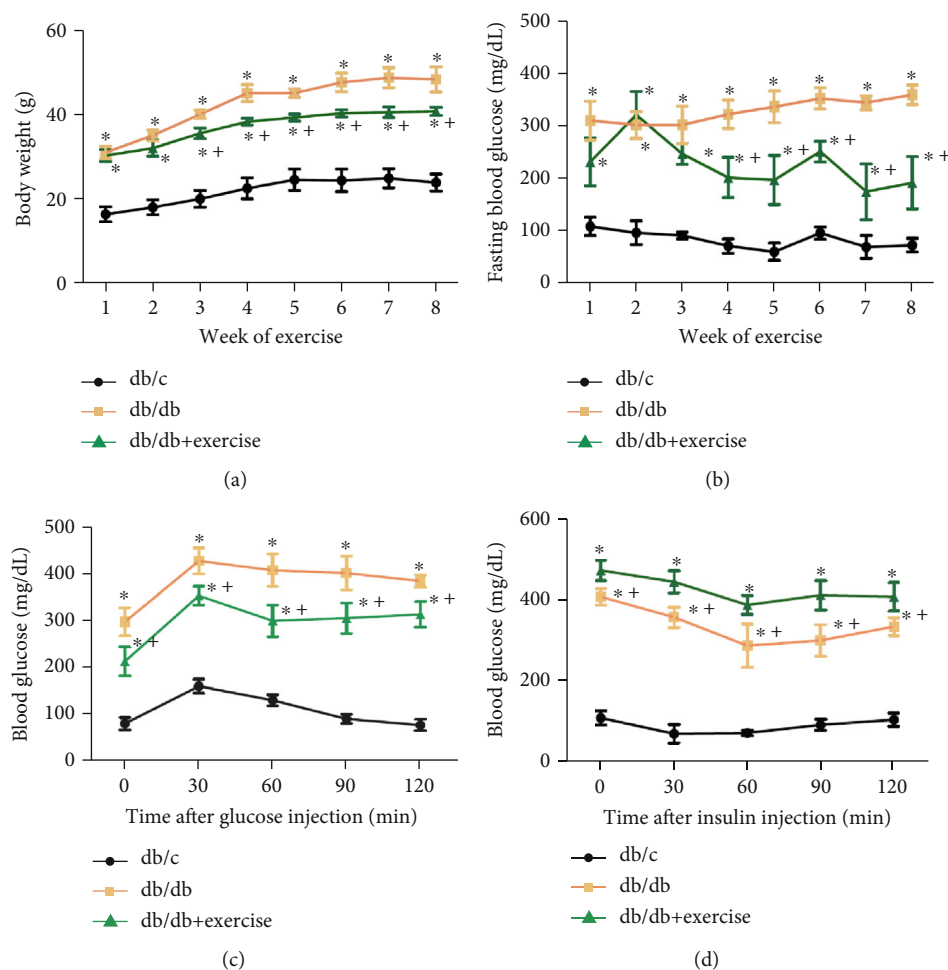 60
40
20
0
Body weight (g)
* * * * * * * *
* * * + * + * + * + * + * +
1 2 3 4 5 6 7 8
Week of exercise
db/c
db/db
db/db+exercise
(a)
500
400
300
200
100
0
Fasting blood glucose (mg/dL)
* * * * * * * *
* * * * + * + * + * + * +
1 2 3 4 5 6 7 8
Week of exercise
db/c
db/db
db/db+exercise
(b)
500
400
300
200
100
0
Blood glucose (mg/dL)
* * * * *
* + * + * + * + * +
0 30 60 90 120
Time after glucose injection (min)
db/c
db/db
db/db+exercise
(c)
600
400
200
0
Blood glucose (mg/dL)
* * * * *
* + * + * + * + * +
0 30 60 90 120
Time after insulin injection (min)
db/c
db/db
db/db+exercise
(d)